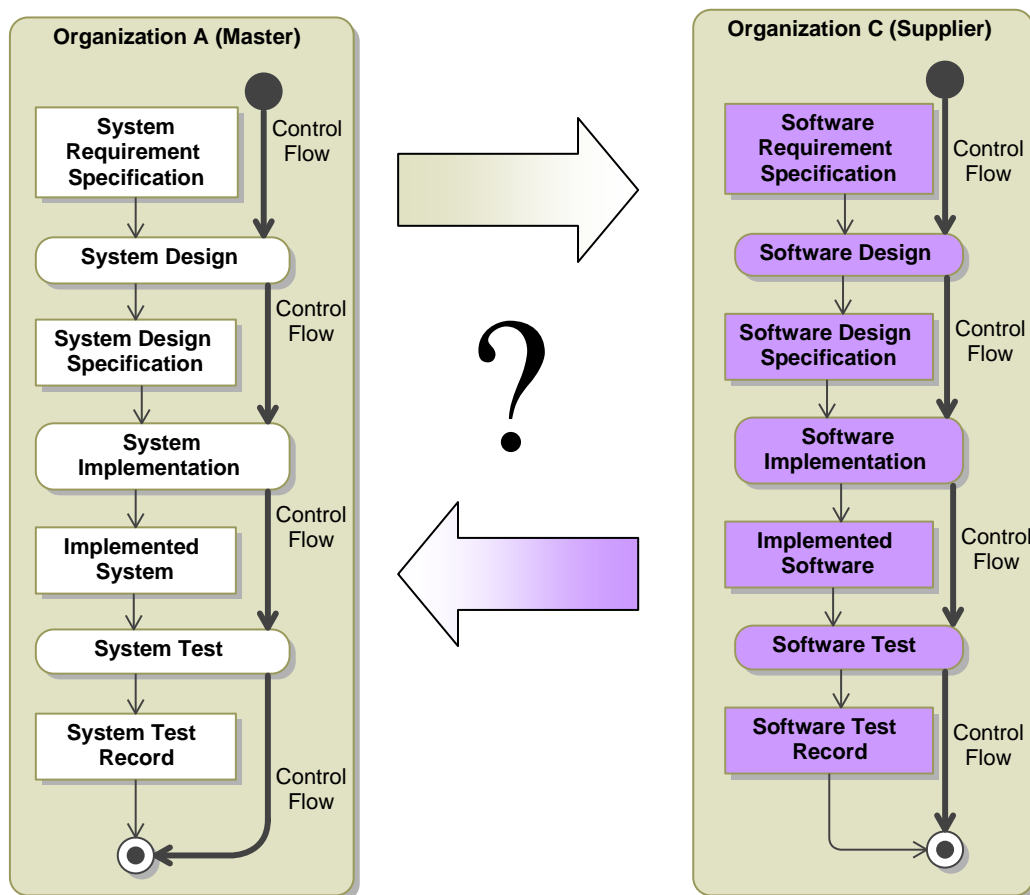 Organization A (Master)
Control
Flow
System
Requirement
Specification
System Design
Control
Flow
System Design
Specification
System
Implementation
Control
Flow
Implemented
System
System Test
System Test
Record
Control
Flow
?
Organization C (Supplier)
Software
Requirement
Specification
Control
Flow
Software Design
Software Design
Specification
Control
Flow
Software
Implementation
Implemented
Software
Control
Flow
Software Test
Software Test
Record
Control
Flow